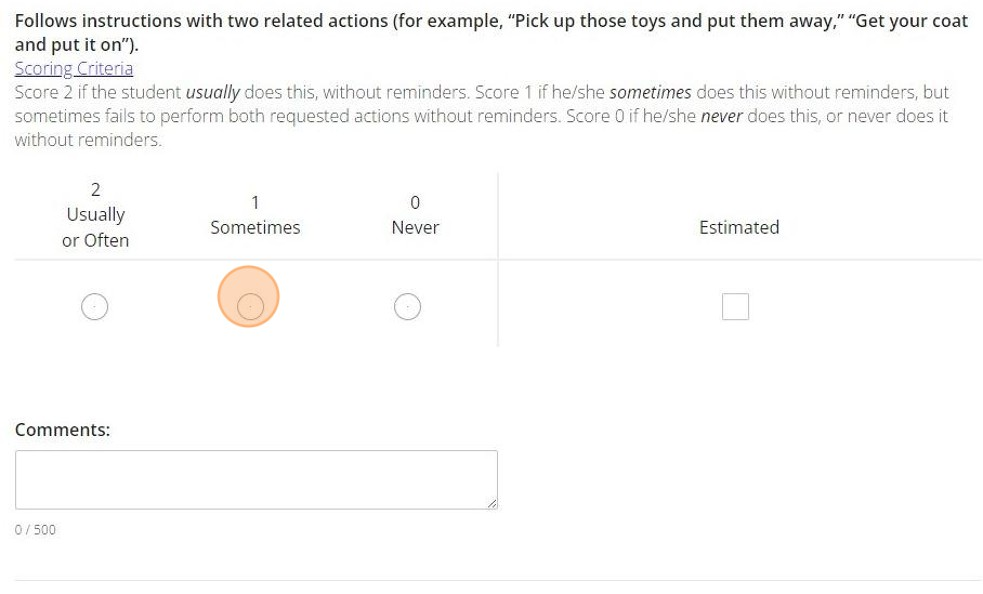 Follows instructions with two related actions (for example, “Pick up those toys and put them away,” “Get your coat
and put it on”).
Scoring Criteria
Score 2 if the student usually does this, without reminders. Score 1 if he/she sometimes does this without reminders, but
sometimes fails to perform both requested actions without reminders. Score 0 if he/she never does this, or never does it
without reminders.
2
Usually
or Often
1
Sometimes
0
Never
Estimated
Comments:
0 / 500